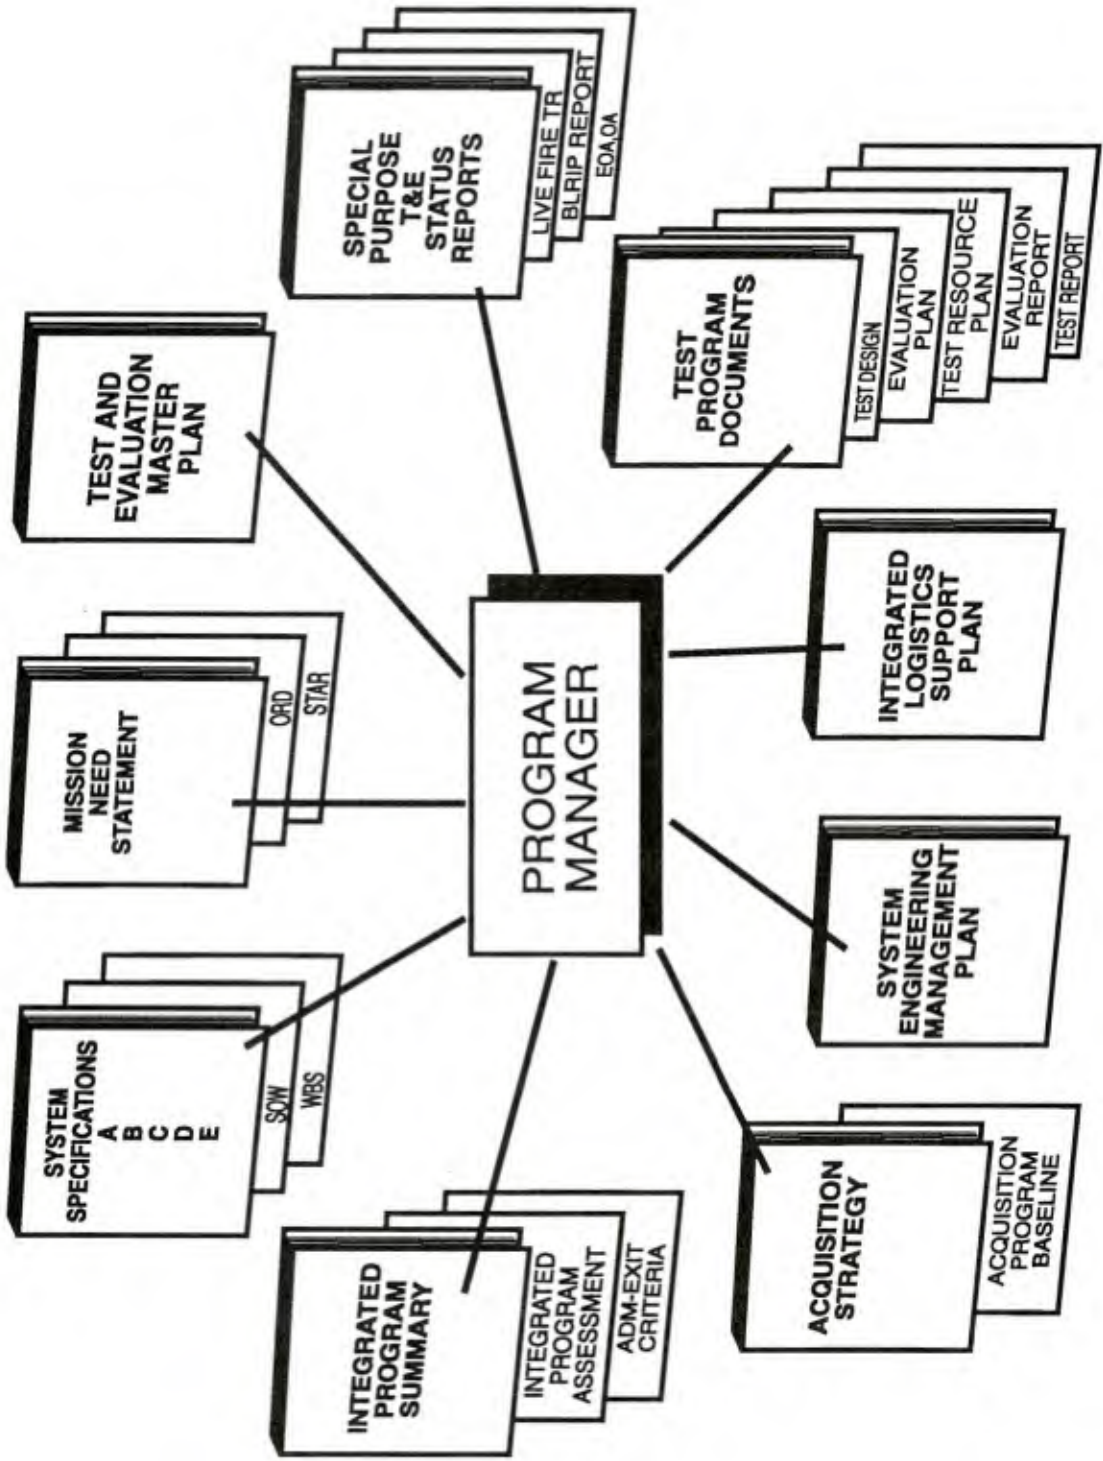 SYSTEM
SPECIFICATIONS
A
B
C
D
E
SOW
WBS
MISSION
NEED
STATEMENT
ORD
STAR
TEST AND
EVALUATION
MASTER
PLAN
INTEGRATED
PROGRAM
SUMMARY
INTEGRATED
PROGRAM
ASSESSMENT
ADM-EXIT
CRITERIA
PROGRAM
MANAGER
SPECIAL
PURPOSE
T&E
STATUS
REPORTS
LIVE FIRE TR
BLRIP REPORT
EOA,OA
ACQUISITION
STRATEGY
ACQUISITION
PROGRAM
BASELINE
SYSTEM
ENGINEERING
MANAGEMENT
PLAN
INTEGRATED
LOGISTICS
SUPPORT
PLAN
TEST
PROGRAM
DOCUMENTS
TEST DESIGN
EVALUATION
PLAN
TEST RESOURCE
PLAN
EVALUATION
REPORT
TEST REPORT